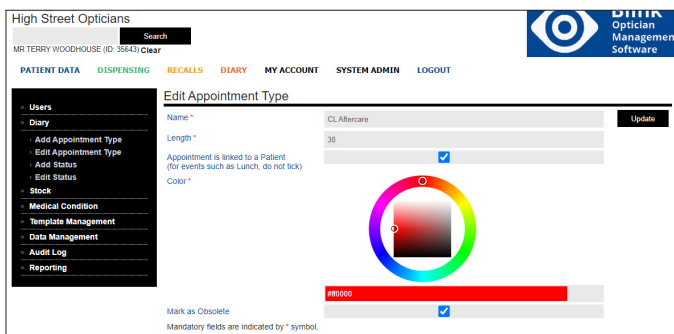 High Street Opticians
Search
MR TERRY WOODHOUSE (ID: 35643) Clear
Blink
Optician
Management
Software
PATIENT DATA DISPENSING RECALLS DIARY MY ACCOUNT SYSTEM ADMIN LOGOUT
» Users
» Diary
› Add Appointment Type
› Edit Appointment Type
› Add Status
› Edit Status
» Stock
» Medical Condition
» Template Management
» Data Management
» Audit Log
» Reporting
Edit Appointment Type
Name * CL Aftercare Update
Length * 30
Appointment is linked to a Patient
(for events such as Lunch, do not tick)
Color *
#ff0000
Mark as Obsolete
Mandatory fields are indicated by * symbol.